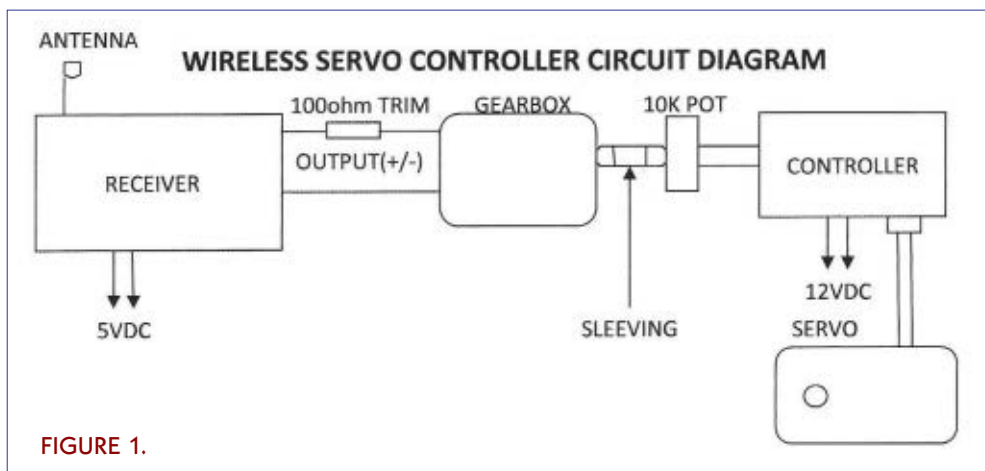 ANTENNA
WIRELESS SERVO CONTROLLER CIRCUIT DIAGRAM
100ohm TRIM
GEARBOX
10K POT
OUTPUT(+/-)
RECEIVER
CONTROLLER
5VDC
SLEEVING
12VDC
SERVO
FIGURE 1.